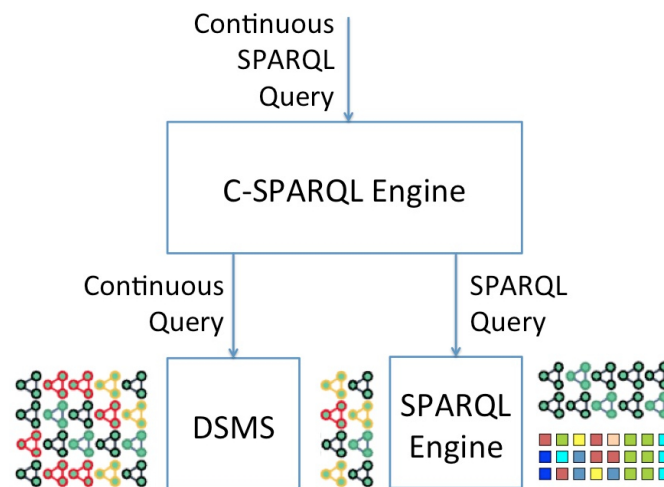 Continuous
SPARQL
Query
C-SPARQL Engine
Continuous
Query
SPARQL
Query
DSMS
SPARQL
Engine